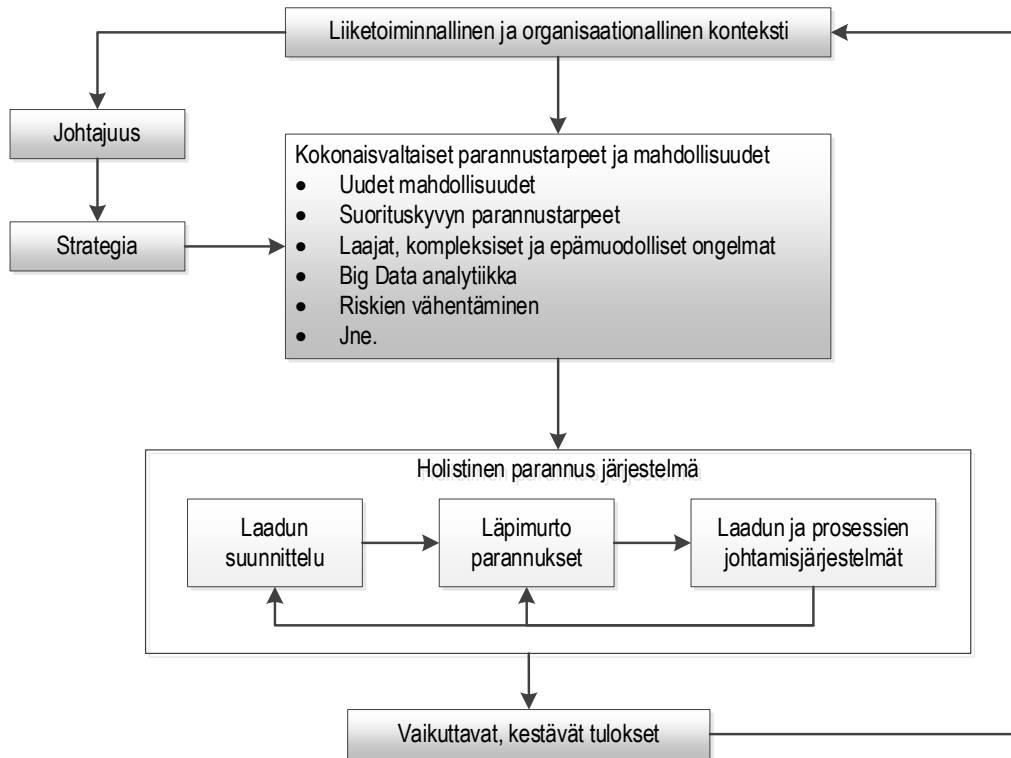 Liiketoiminnallinen ja organisaationallinen konteksti
Johtajuus
Strategia
Kokonaisvaltaiset parannustarpeet ja mahdollisuudet
• Uudet mahdollisuudet
• Suorituskyvyn parannustarpeet
• Laajat, kompleksiset ja epämuodolliset ongelmat
• Big Data analytiikka
• Riskien vähentäminen
• Jne.
Holistinen parannus järjestelmä
Laadun
suunnittelu
Läpimurto
parannukset
Laadun ja prosessien
johtamisjärjestelmät
Vaikuttavat, kestävät tulokset